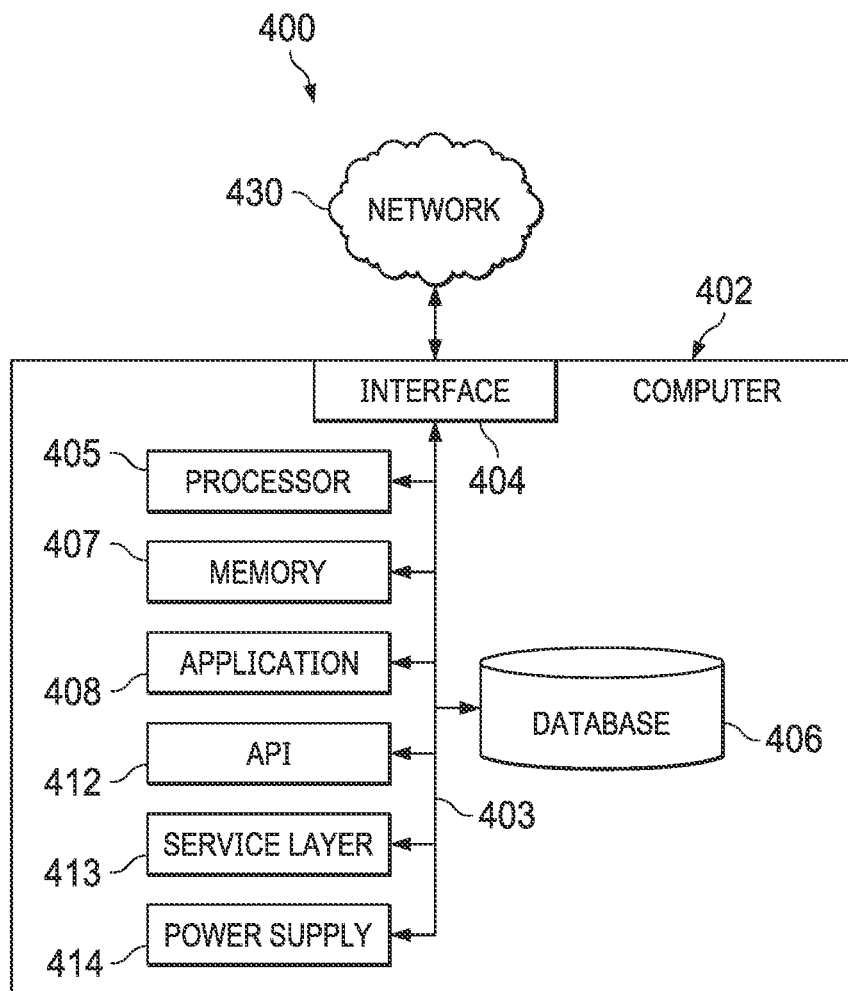 400
430
NETWORK
402
INTERFACE
COMPUTER
404
405
PROCESSOR
407
MEMORY
APPLICATION
408
DATABASE
406
API
412
403
SERVICE LAYER
413
POWER SUPPLY
414